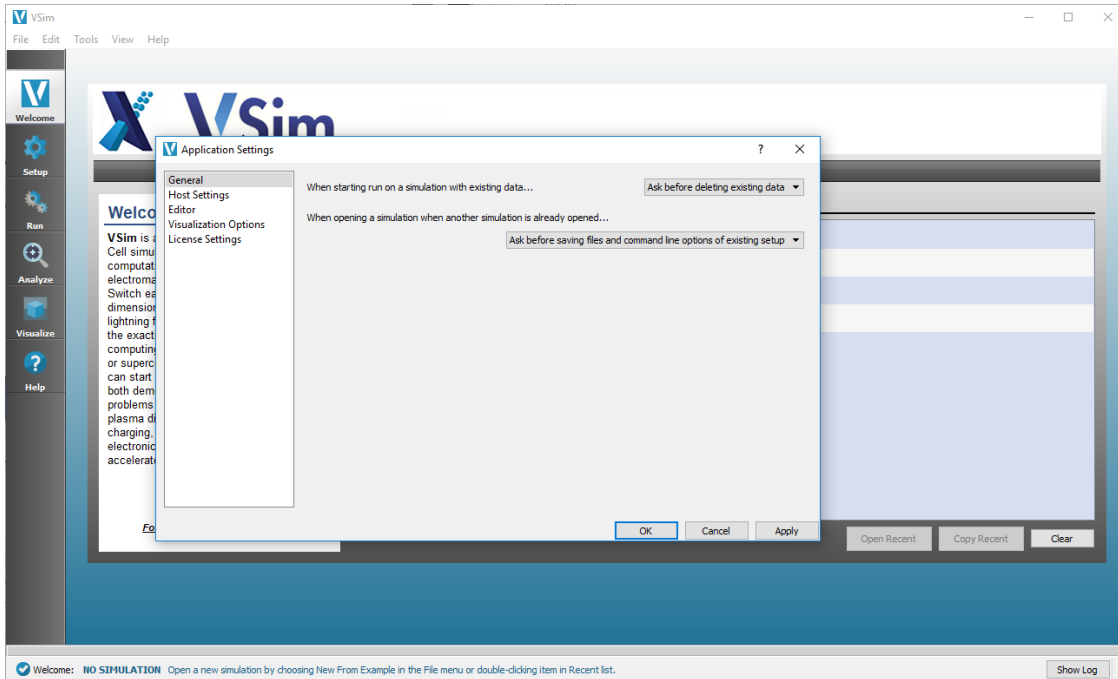 VSim
File Edit Tools View Help
Welcome
Setup
Run
Analyze
Visualize
Help
VSim
Application Settings
?
General
Host Settings
Editor
Visualization Options
License Settings
When starting run on a simulation with existing data...
Ask before deleting existing data
When opening a simulation when another simulation is already opened...
Ask before saving files and command line options of existing setup
OK Cancel Apply
Welco
VSim is a
Cell simu
computat
electroma
Switch ea
dimension
lightning f
the exact
computing
or superc
can start
both dem
problems
plasma di
charging,
electronic
accelerato
Fo
Open Recent Copy Recent Clear
Welcome: NO SIMULATION Open a new simulation by choosing New From Example in the File menu or double-clicking item in Recent list.
Show Log